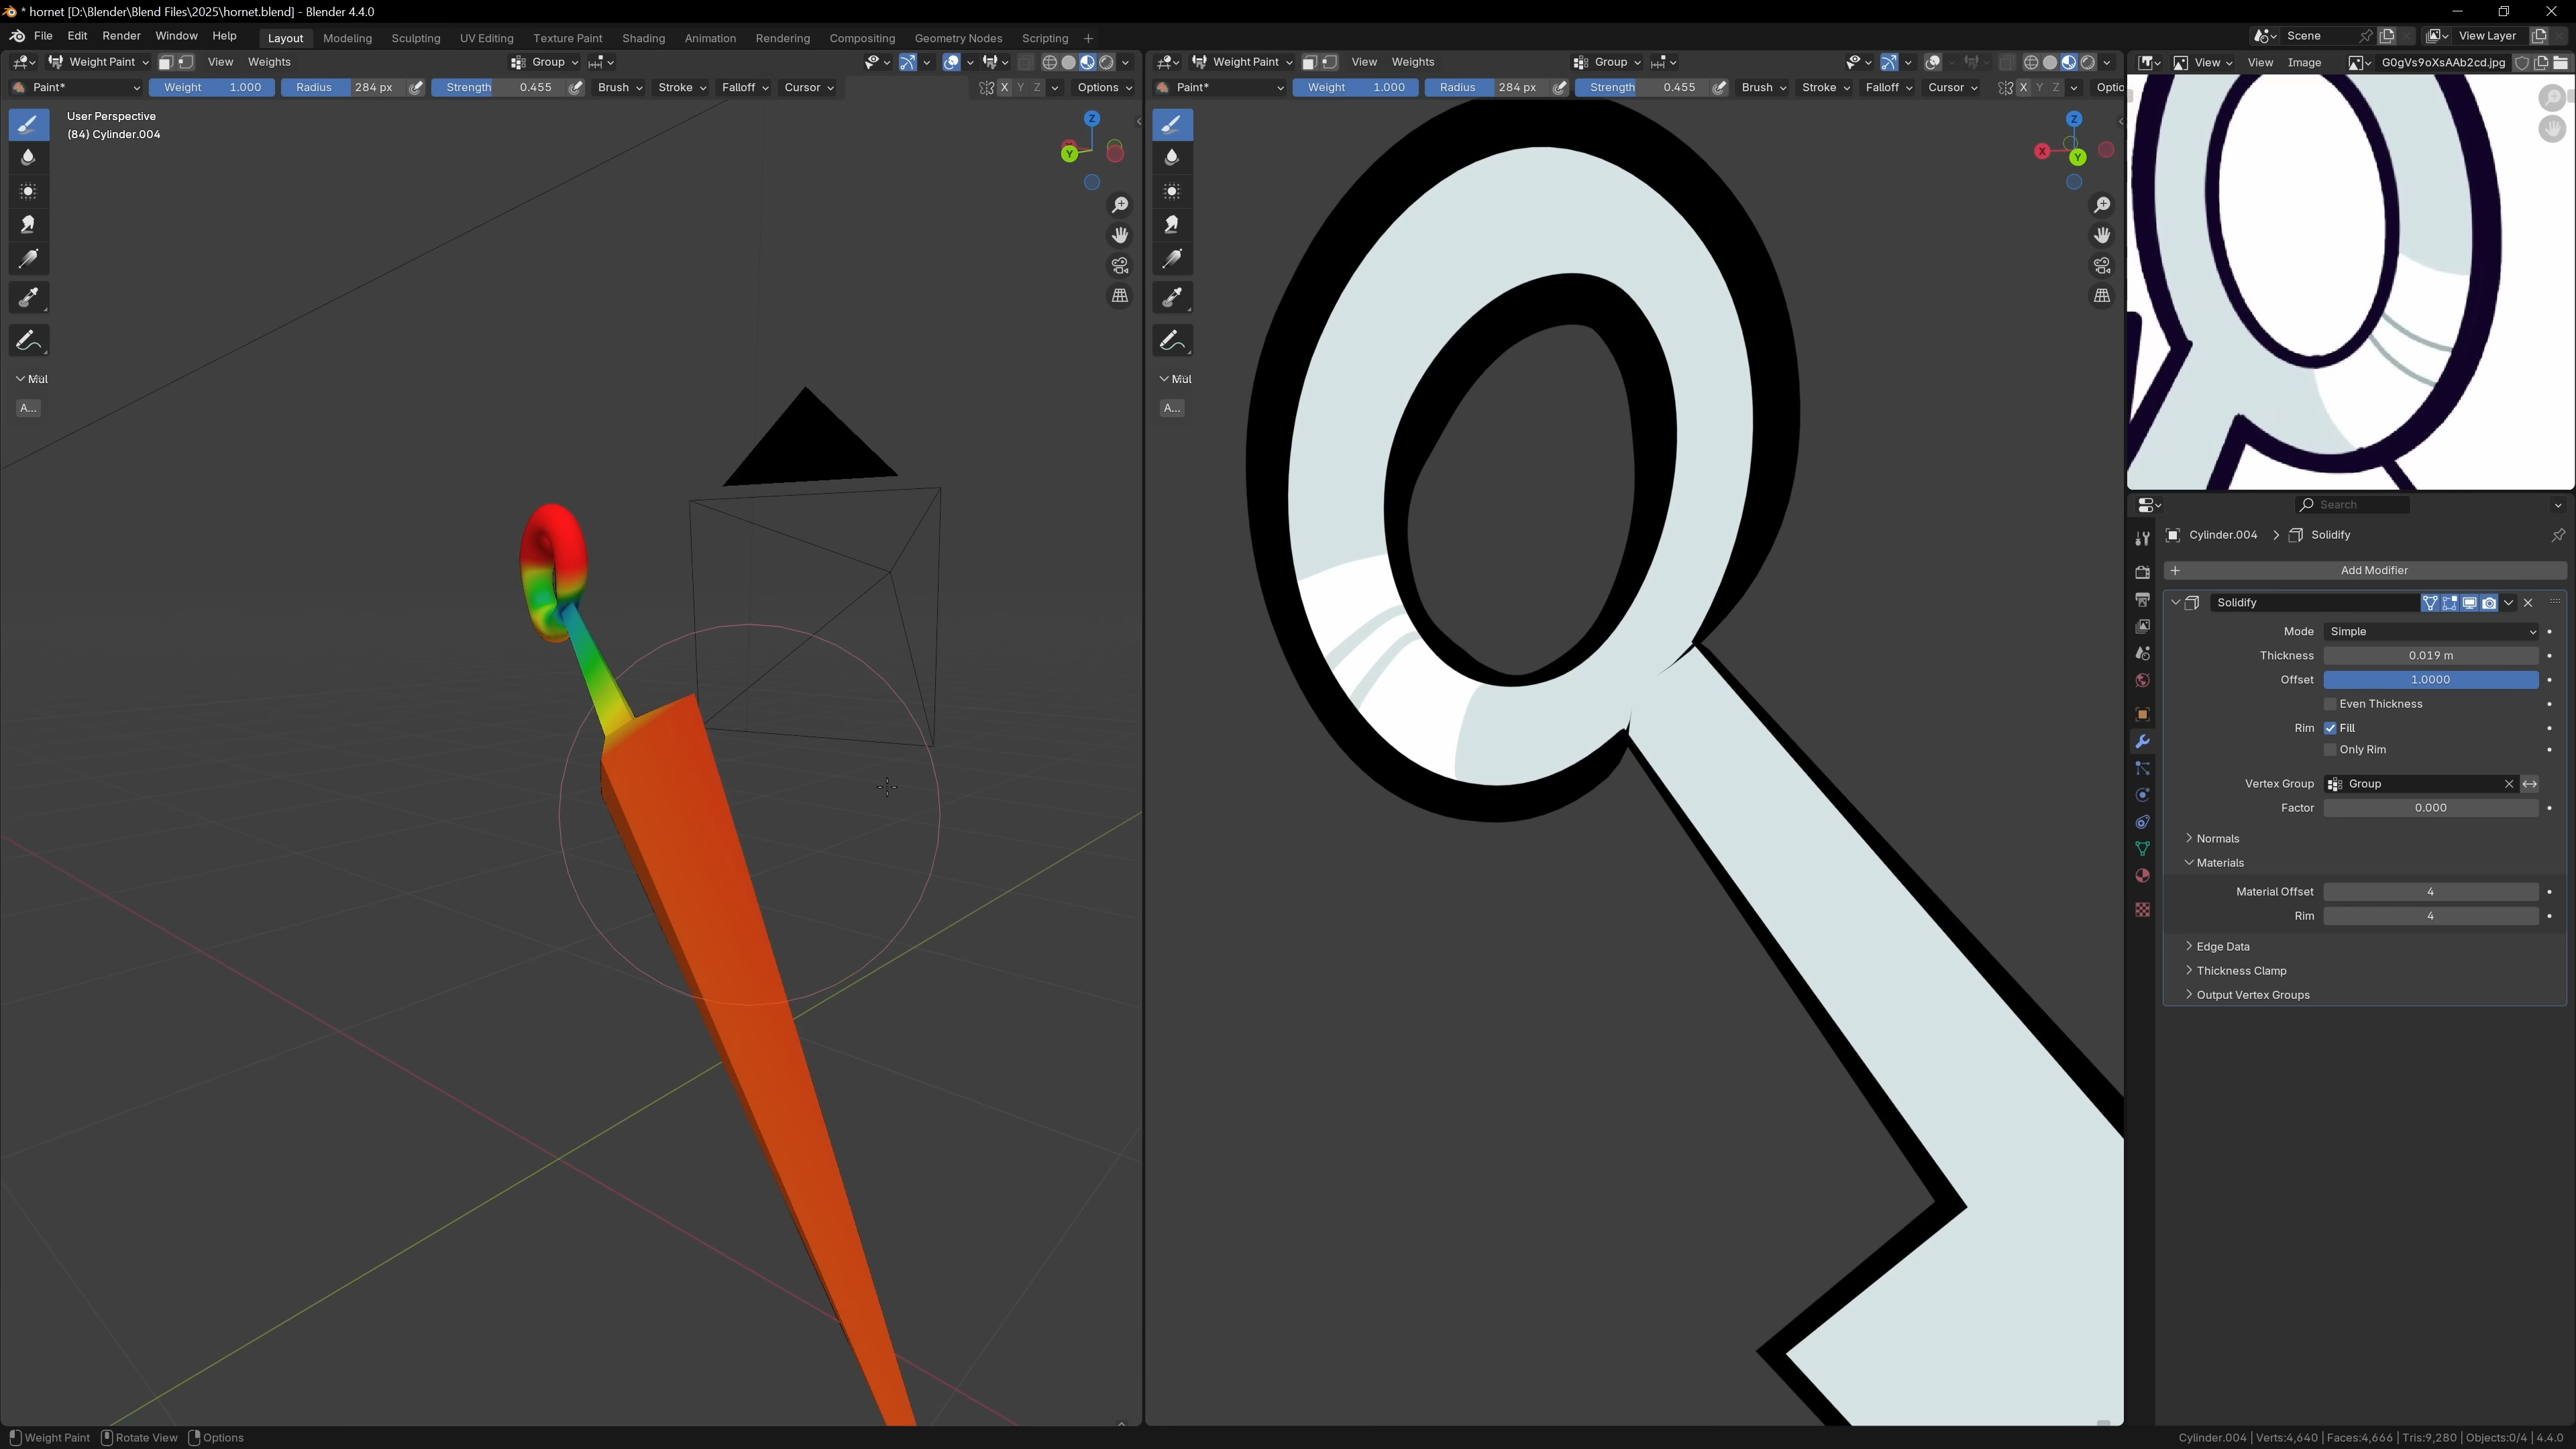 * hornet [D:\Blender\Blend Files\2025\hornet.blend] - Blender 4.4.0
File Edit Render Window Help Layout Modeling Sculpting UV Editing Texture Paint Shading Animation Rendering Compositing Geometry Nodes Scripting + Scene View Layer
Weight Paint View Weights Group
Paint* Weight 1.000 Radius 284 px Strength 0.455 Brush Stroke Falloff Cursor X Y Z Options
User Perspective
(84) Cylinder.004
Z
Y
Mul
A...
Weight Paint View Weights Group
Paint* Weight 1.000 Radius 284 px Strength 0.455 Brush Stroke Falloff Cursor X Y Z Optio
Z
X
Y
Mul
A...
View View Image G0gVs9oXsAAb2cd.jpg
Search
Cylinder.004 > Solidify
+ Add Modifier
Solidify
Mode Simple
Thickness 0.019 m
Offset 1.0000
Even Thickness
Rim Fill
Only Rim
Vertex Group Group
Factor 0.000
Normals
Materials
Material Offset 4
Rim 4
Edge Data
Thickness Clamp
Output Vertex Groups
Weight Paint Rotate View Options
Cylinder.004 | Verts:4,640 | Faces:4,666 | Tris:9,280 | Objects:0/4 | 4.4.0